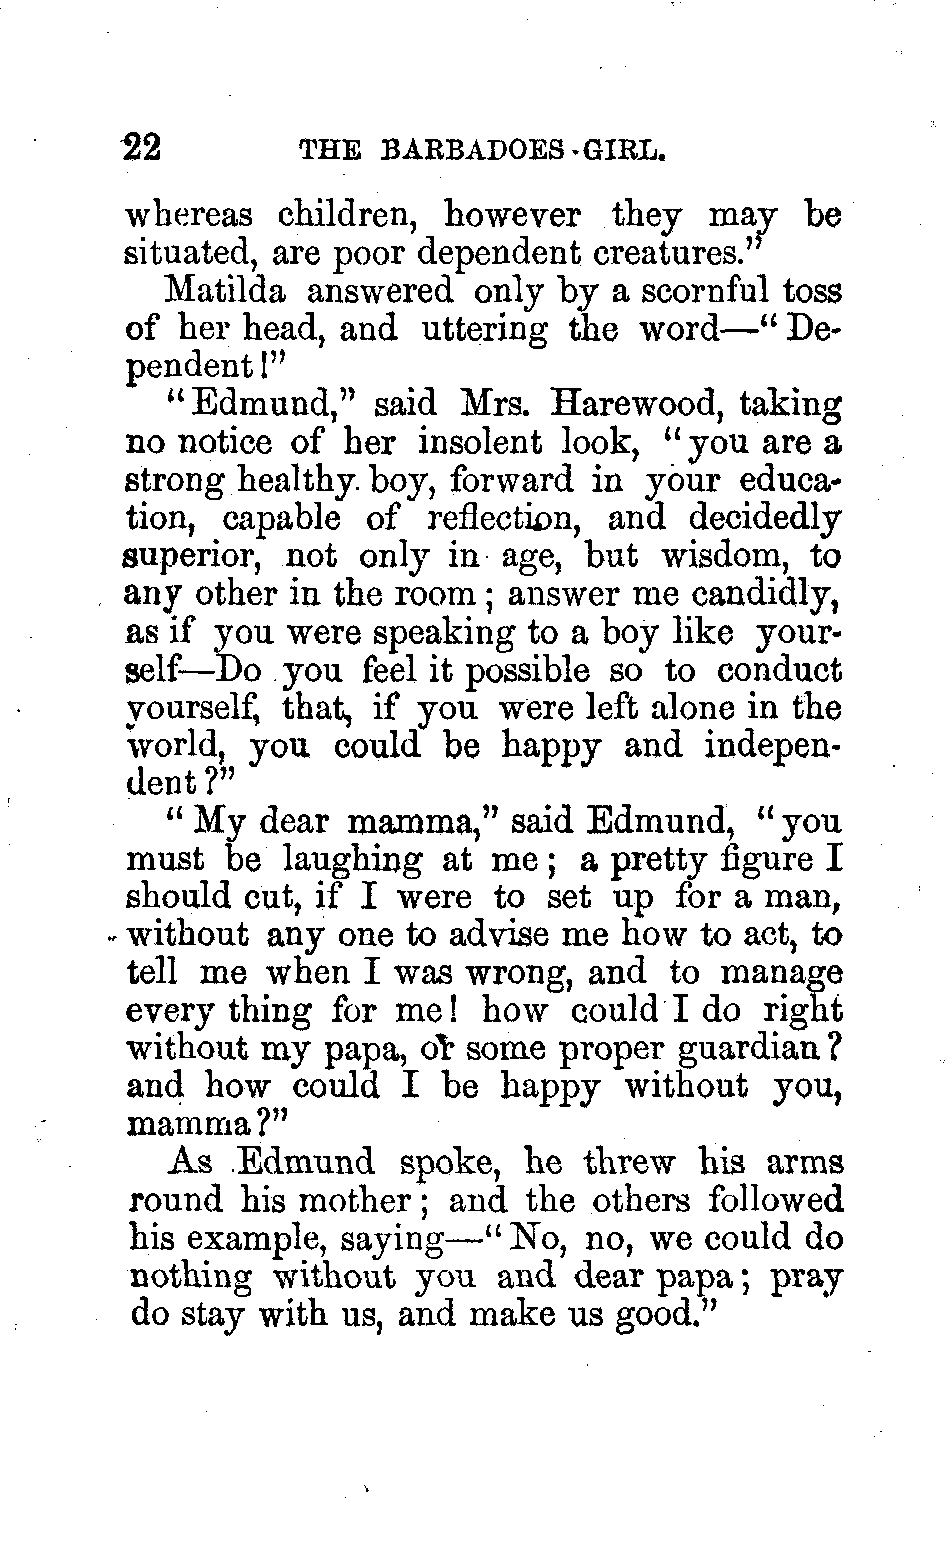 22 THE BARBADOES GIRL.
whereas children, however they may be
situated, are poor dependent creatures."
Matilda answered only by a scornful toss
of her head, and uttering the word—"De-
pendent!"
"Edmund," said Mrs. Harewood, taking
no notice of her insolent look, "you are a
strong healthy boy, forward in your educa-
tion, capable of reflection, and decidedly
superior, not only in age, but wisdom, to
any other in the room; answer me candidly,
as if you were speaking to a boy like your-
self—Do you feel it possible so to conduct
yourself, that, if you were left alone in the
world, you could be happy and indepen-
dent?"
"My dear mamma," said Edmund, "you
must be laughing at me; a pretty figure I
should cut, if I were to set up for a man,
without any one to advise me how to act, to
tell me when I was wrong, and to manage
every thing for me! how could I do right
without my papa, or some proper guardian?
and how could I be happy without you,
mamma?"
As Edmund spoke, he threw his arms
round his mother; and the others followed
his example, saying—"No, no, we could do
nothing without you and dear papa; pray
do stay with us, and make us good."